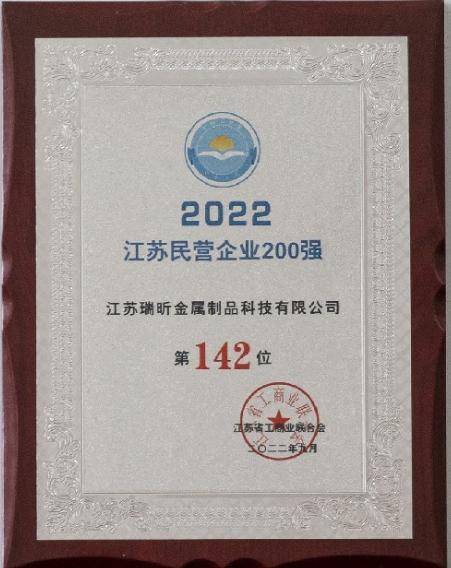 2022
江苏民营企业200强
江苏瑞昕金属制品科技有限公司
第142位
江苏省工商业联合会
二〇二二年九月